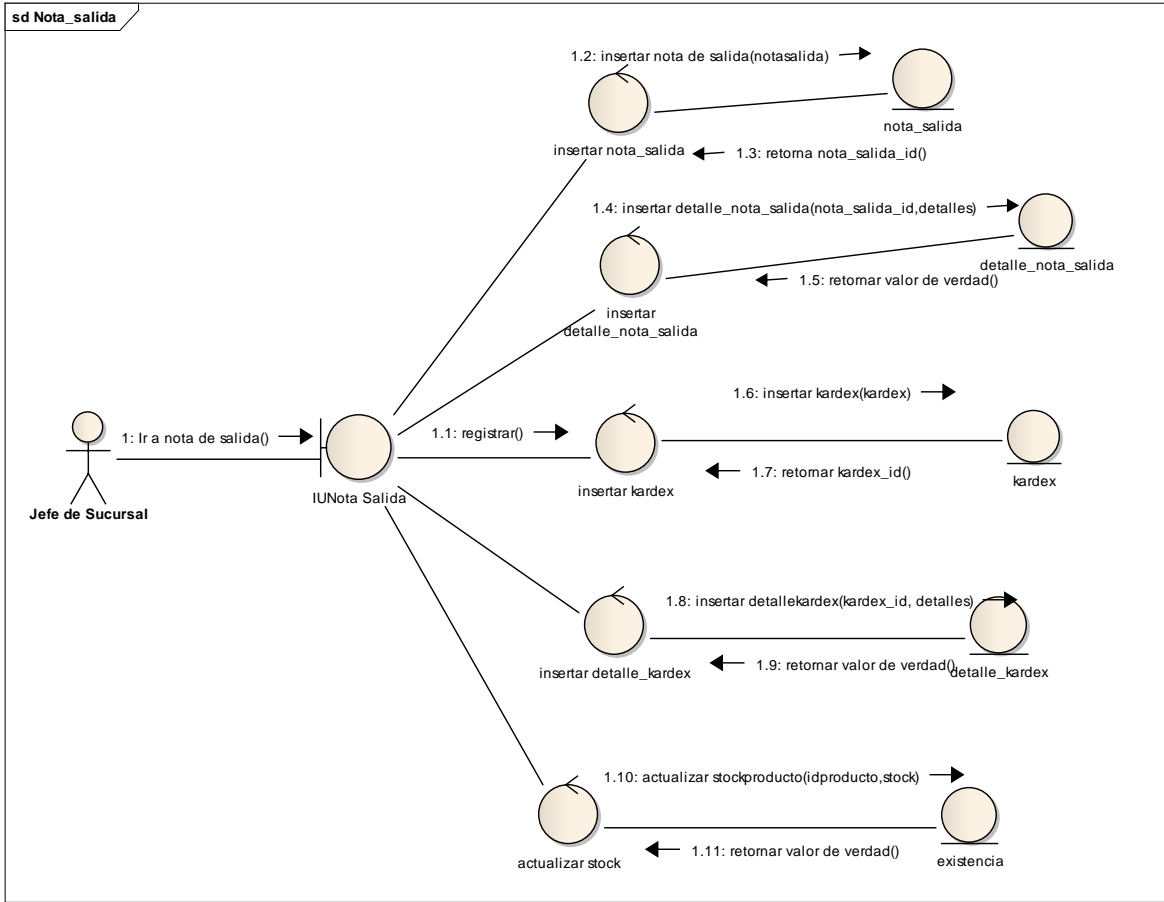 sd Nota_salida
1.2: insertar nota de salida(notasalida)
nota_salida
insertar nota_salida
1.3: retorna nota_salida_id()
1.4: insertar detalle_nota_salida(nota_salida_id,detalles)
detalle_nota_salida
1.5: retornar valor de verdad()
insertar
detalle_nota_salida
1.6: insertar kardex(kardex)
1: Ir a nota de salida()
1.1: registrar()
1.7: retornar kardex_id()
kardex
insertar kardex
IUNota Salida
Jefe de Sucursal
1.8: insertar detallekardex(kardex_id, detalles)
1.9: retornar valor de verdad()
detalle_kardex
insertar detalle_kardex
1.10: actualizar stockproducto(idproducto,stock)
1.11: retornar valor de verdad()
existencia
actualizar stock